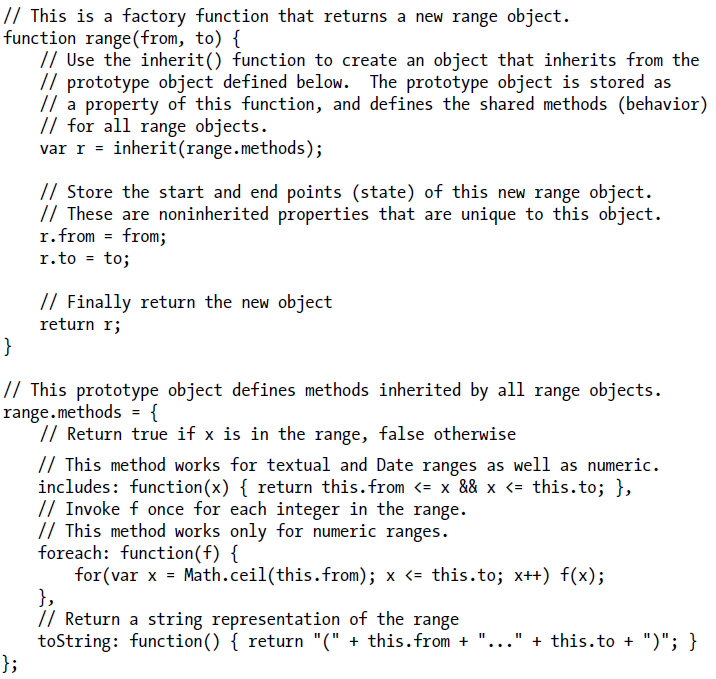 // This is a factory function that returns a new range object.
function range(from, to) {
    // Use the inherit() function to create an object that inherits from the
    // prototype object defined below.  The prototype object is stored as
    // a property of this function, and defines the shared methods (behavior)
    // for all range objects.
    var r = inherit(range.methods);

    // Store the start and end points (state) of this new range object.
    // These are noninherited properties that are unique to this object.
    r.from = from;
    r.to = to;

    // Finally return the new object
    return r;
}

// This prototype object defines methods inherited by all range objects.
range.methods = {
    // Return true if x is in the range, false otherwise
    // This method works for textual and Date ranges as well as numeric.
    includes: function(x) { return this.from <= x && x <= this.to; },
    // Invoke f once for each integer in the range.
    // This method works only for numeric ranges.
    foreach: function(f) {
        for(var x = Math.ceil(this.from); x <= this.to; x++) f(x);
    },
    // Return a string representation of the range
    toString: function() { return "(" + this.from + "..." + this.to + ")"; }
};